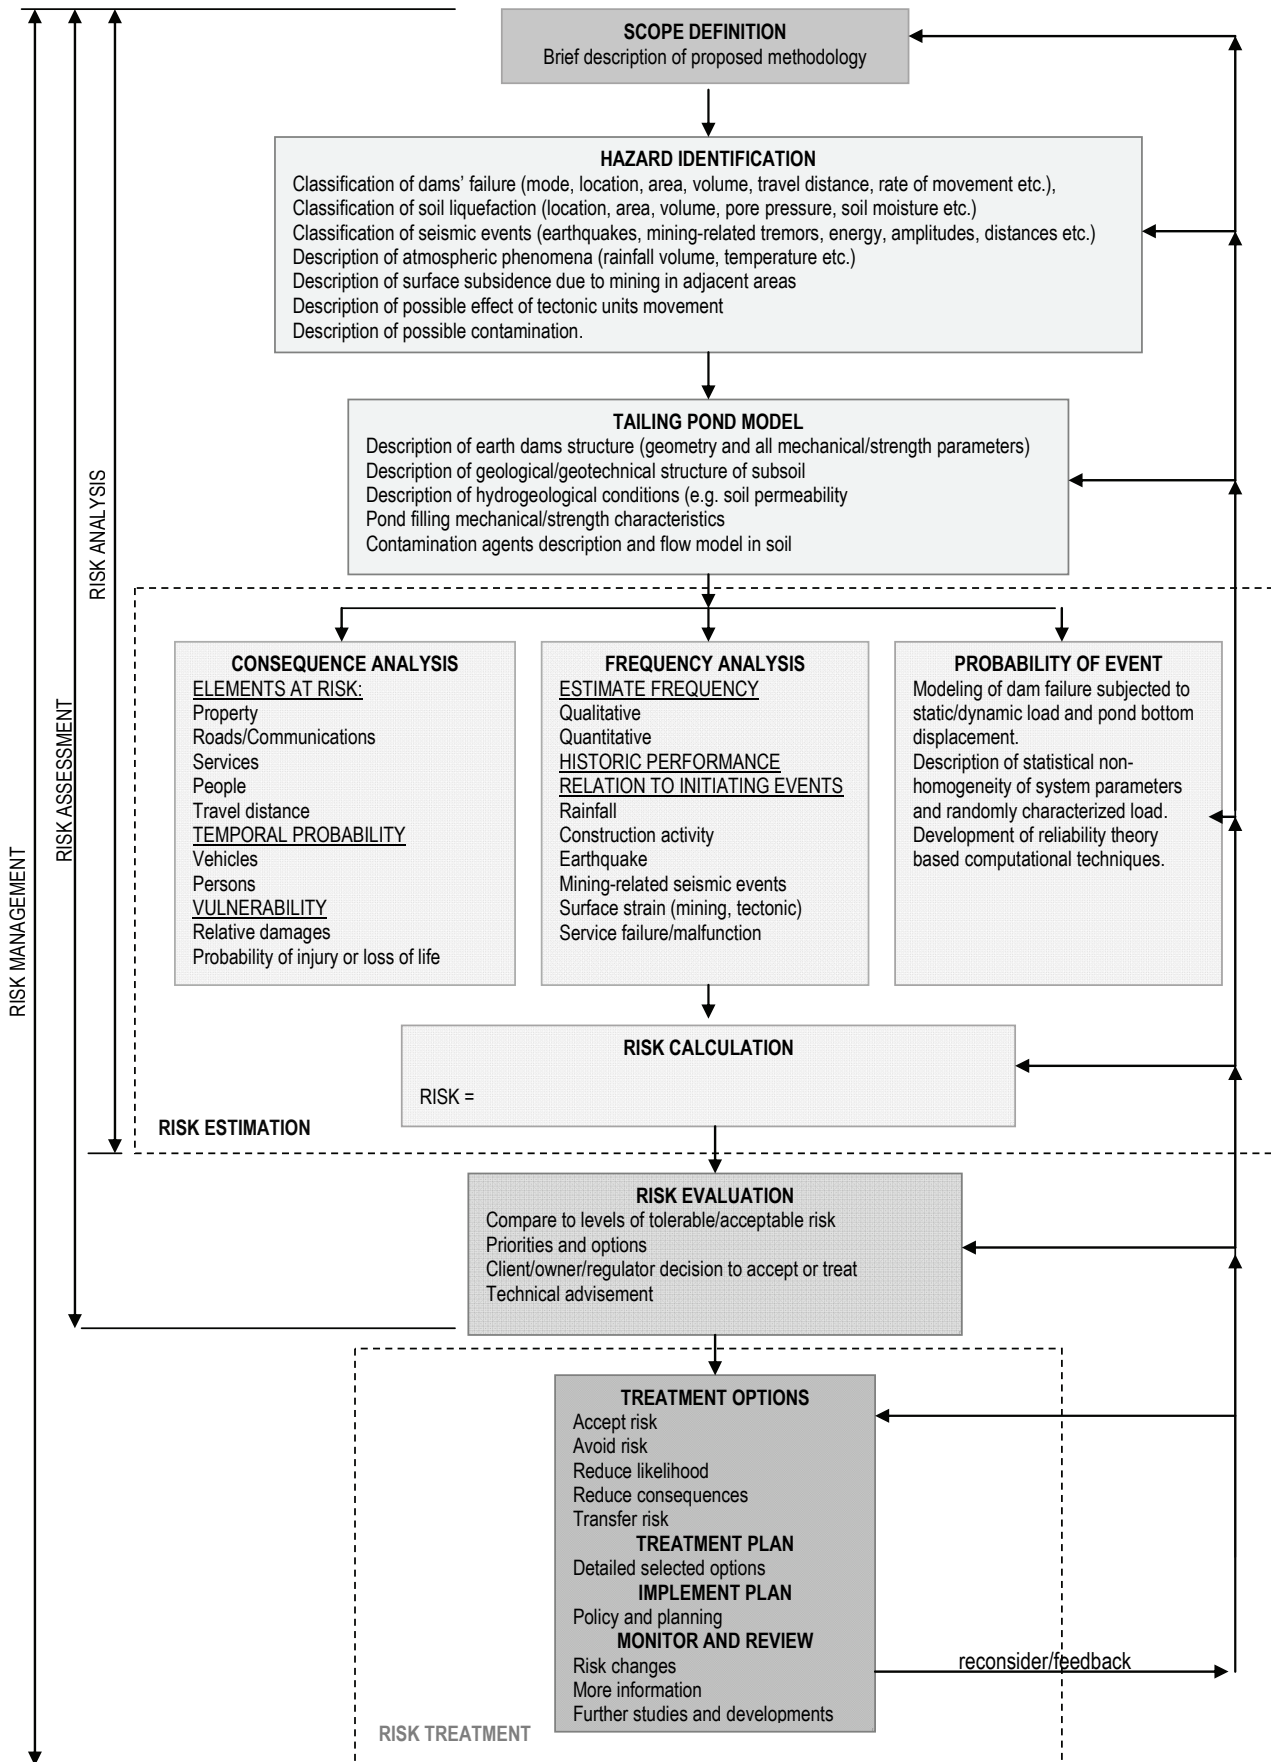 SCOPE DEFINITION
Brief description of proposed methodology
HAZARD IDENTIFICATION
Classification of dams’ failure (mode, location, area, volume, travel distance, rate of movement etc.),
Classification of soil liquefaction (location, area, volume, pore pressure, soil moisture etc.)
Classification of seismic events (earthquakes, mining-related tremors, energy, amplitudes, distances etc.)
Description of atmospheric phenomena (rainfall volume, temperature etc.)
Description of surface subsidence due to mining in adjacent areas
Description of possible effect of tectonic units movement
Description of possible contamination.
TAILING POND MODEL
Description of earth dams structure (geometry and all mechanical/strength parameters)
Description of geological/geotechnical structure of subsoil
Description of hydrogeological conditions (e.g. soil permeability
Pond filling mechanical/strength characteristics
Contamination agents description and flow model in soil
RISK ANALYSIS
RISK ASSESSMENT
RISK MANAGEMENT
CONSEQUENCE ANALYSIS
ELEMENTS AT RISK:
Property
Roads/Communications
Services
People
Travel distance
TEMPORAL PROBABILITY
Vehicles
Persons
VULNERABILITY
Relative damages
Probability of injury or loss of life
FREQUENCY ANALYSIS
ESTIMATE FREQUENCY
Qualitative
Quantitative
HISTORIC PERFORMANCE
RELATION TO INITIATING EVENTS
Rainfall
Construction activity
Earthquake
Mining-related seismic events
Surface strain (mining, tectonic)
Service failure/malfunction
PROBABILITY OF EVENT
Modeling of dam failure subjected to
static/dynamic load and pond bottom
displacement.
Description of statistical non-
homogeneity of system parameters
and randomly characterized load.
Development of reliability theory
based computational techniques.
RISK CALCULATION
RISK =
RISK ESTIMATION
RISK EVALUATION
Compare to levels of tolerable/acceptable risk
Priorities and options
Client/owner/regulator decision to accept or treat
Technical advisement
TREATMENT OPTIONS
Accept risk
Avoid risk
Reduce likelihood
Reduce consequences
Transfer risk
TREATMENT PLAN
Detailed selected options
IMPLEMENT PLAN
Policy and planning
MONITOR AND REVIEW
Risk changes
More information
Further studies and developments
reconsider/feedback
RISK TREATMENT